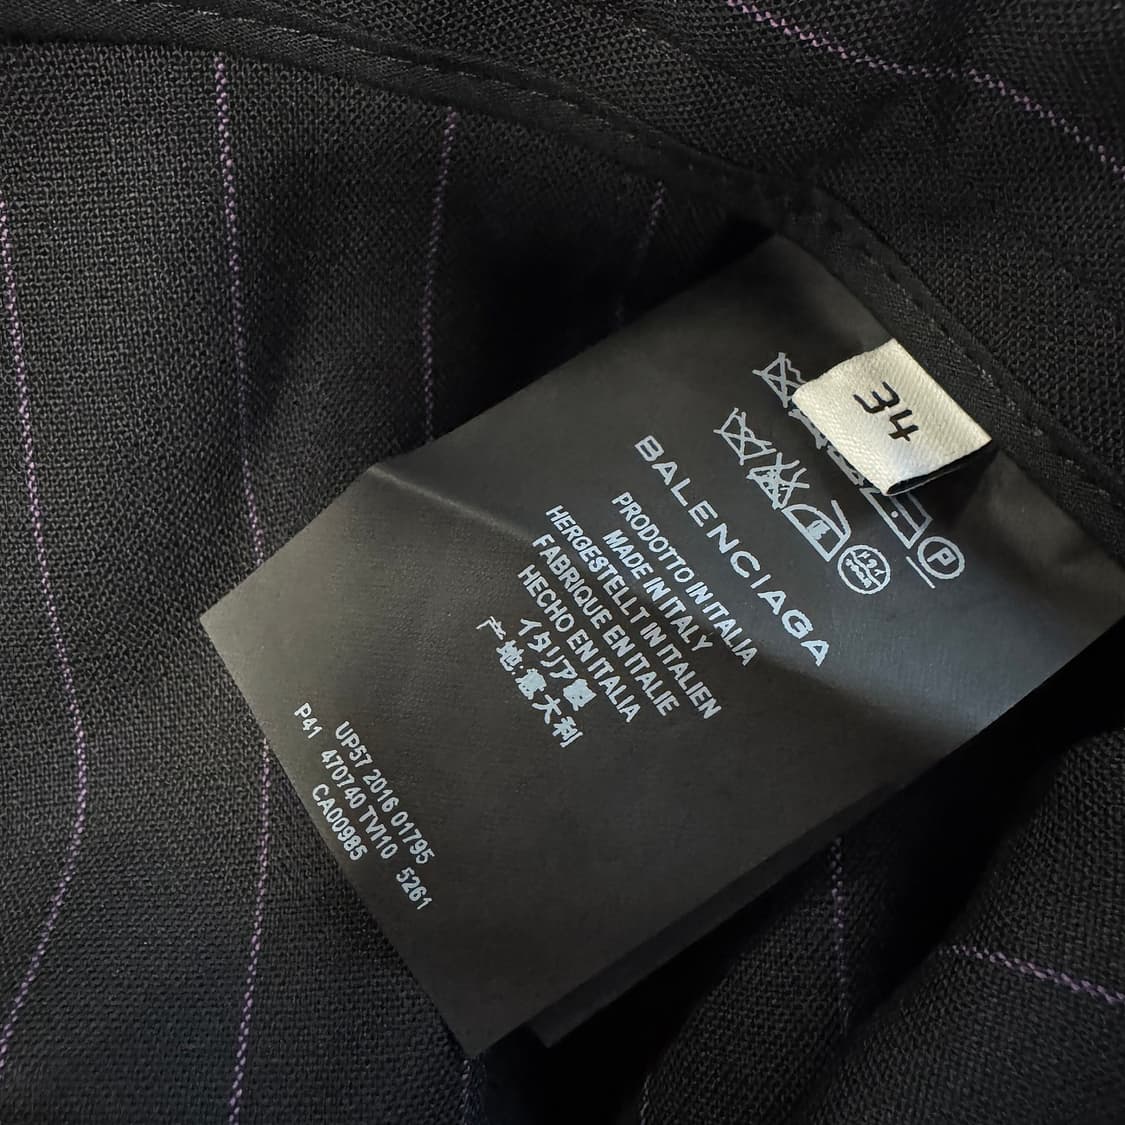 34
P
BALENCIAGA
PRODOTTO IN ITALIA
MADE IN ITALY
HERGESTELLT IN ITALIEN
FABRIQUE EN ITALIE
HECHO EN ITALIA
イタリア製
产地:意大利
UP57 2016 01795
P41 470740 TVI10 5261
CA00985